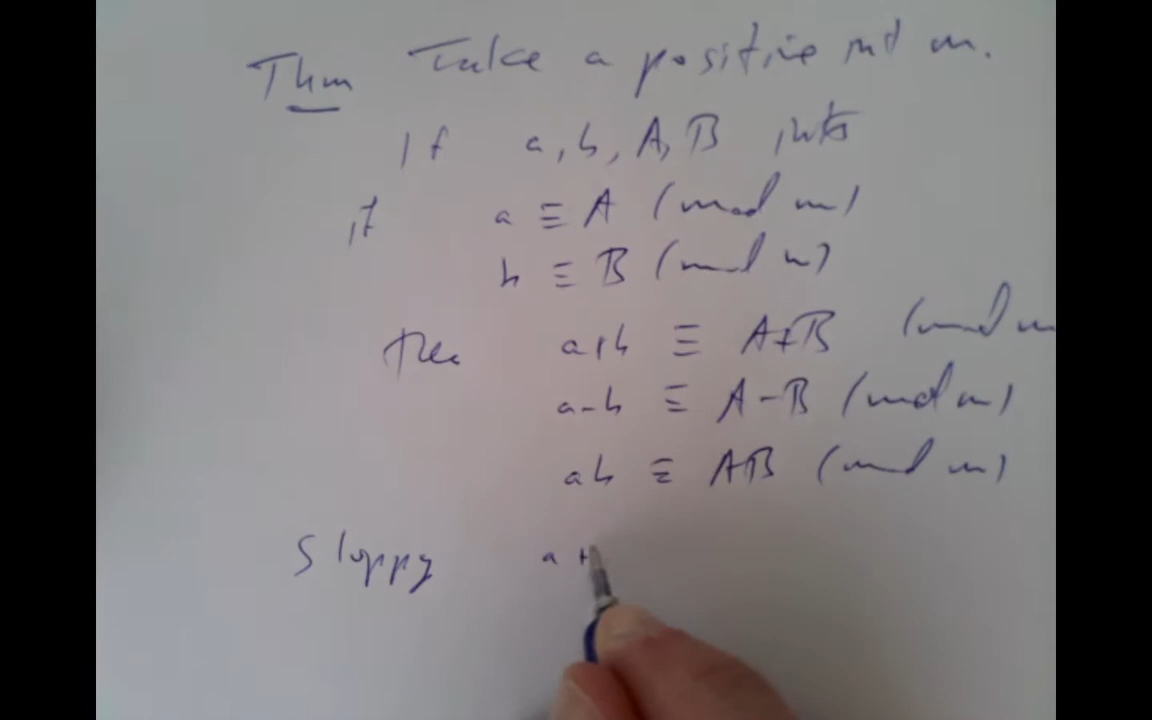 Thm Take a positive int m.
If a, b, A, B ints
if a ≡ A (mod m)
b ≡ B (mod m)
then a+b ≡ A+B (mod m
a-b ≡ A-B (mod m)
ab ≡ AB (mod m)
Sloppy a +